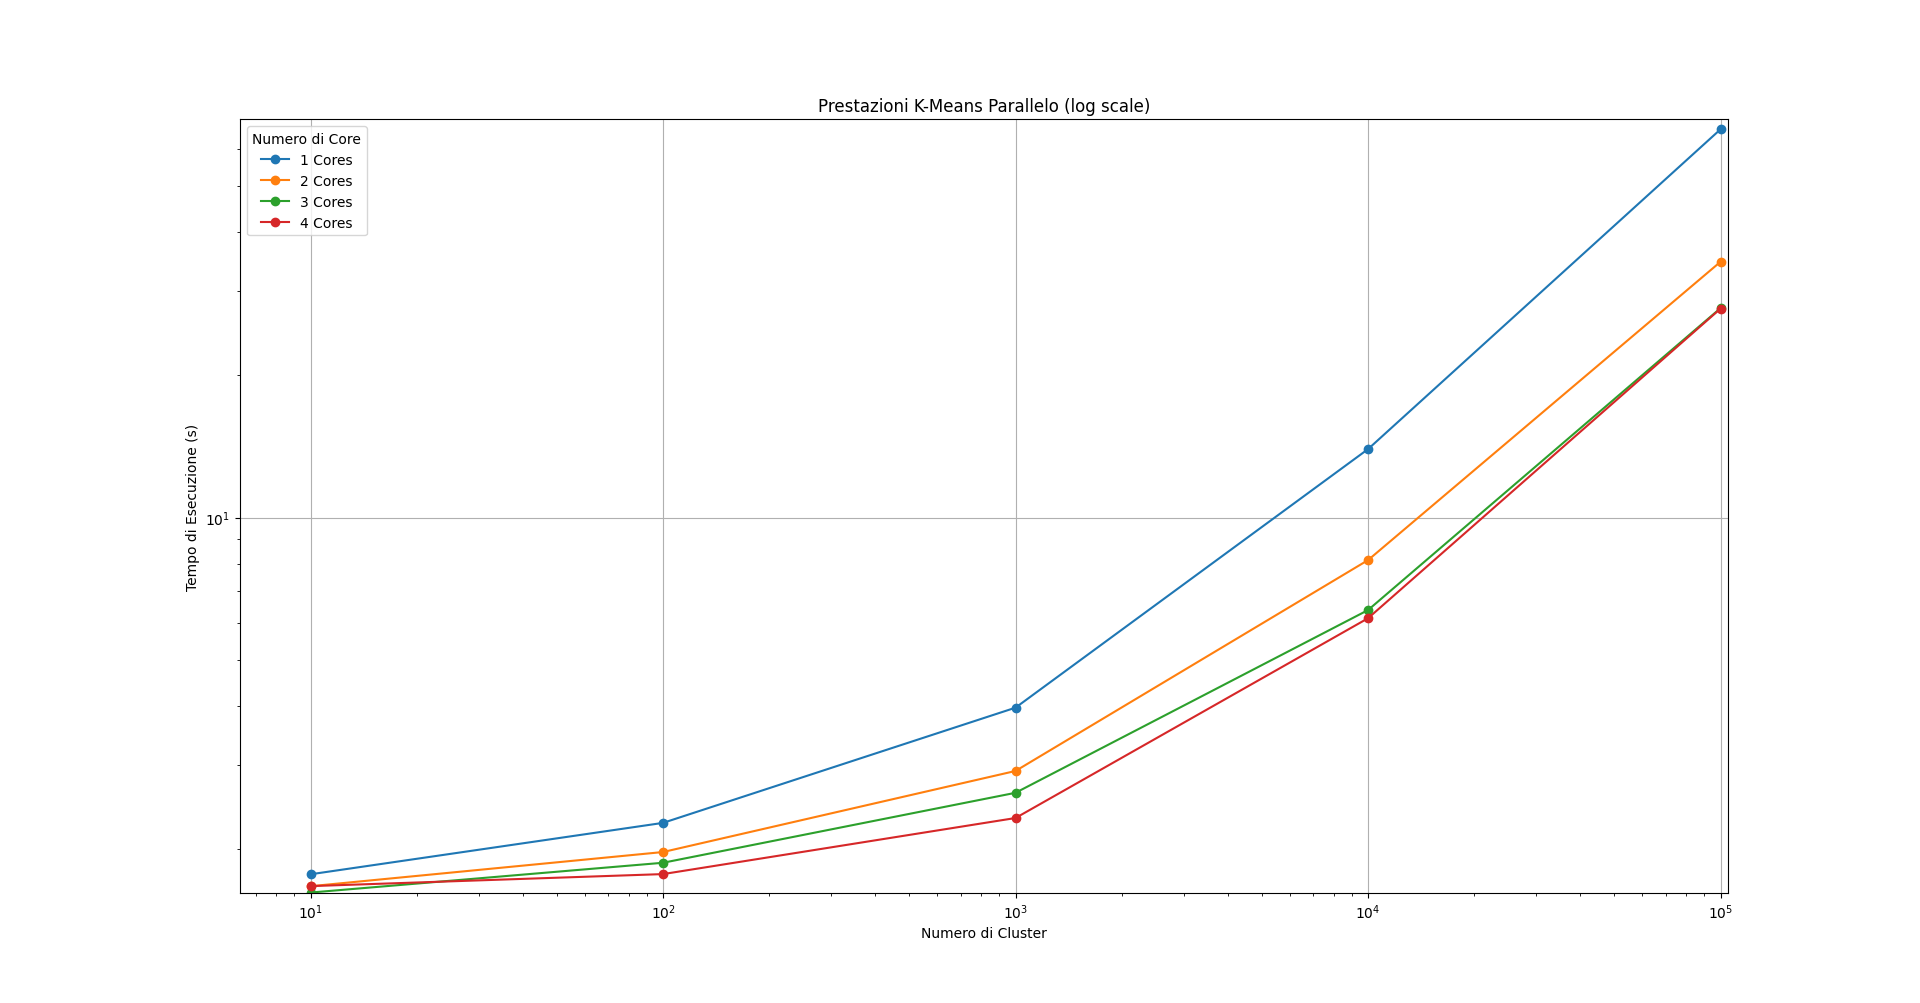 Prestazioni K-Means Parallelo (log scale)
Numero di Core
1 Cores
2 Cores
3 Cores
4 Cores
Tempo di Esecuzione (s)
10¹
10¹ 10² 10³ 10⁴ 10⁵
Numero di Cluster